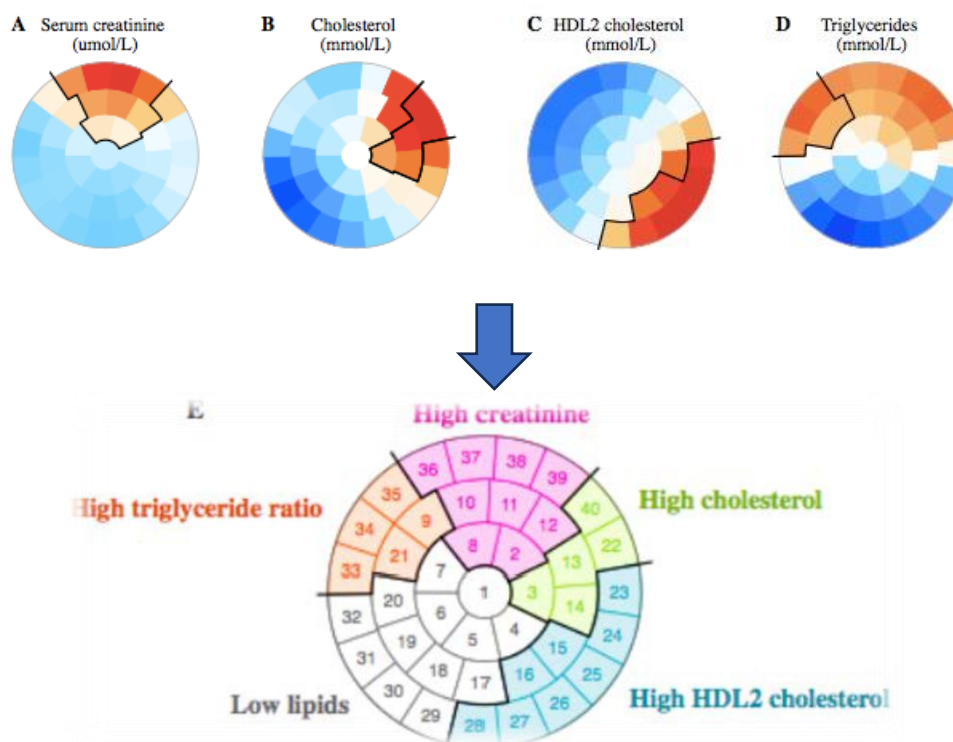 A Serum creatinine
(umol/L)
B Cholesterol
(mmol/L)
C HDL2 cholesterol
(mmol/L)
D Triglycerides
(mmol/L)
E
High creatinine
36 37 38 39
35 10 11 40
High triglyceride ratio
High cholesterol
34 9 12 22
8 2 13
33 21 7 3 14 23
1
32 20 6 4 24
31 19 5 15 25
18 17 16 26
30 29 28 27
Low lipids
High HDL2 cholesterol